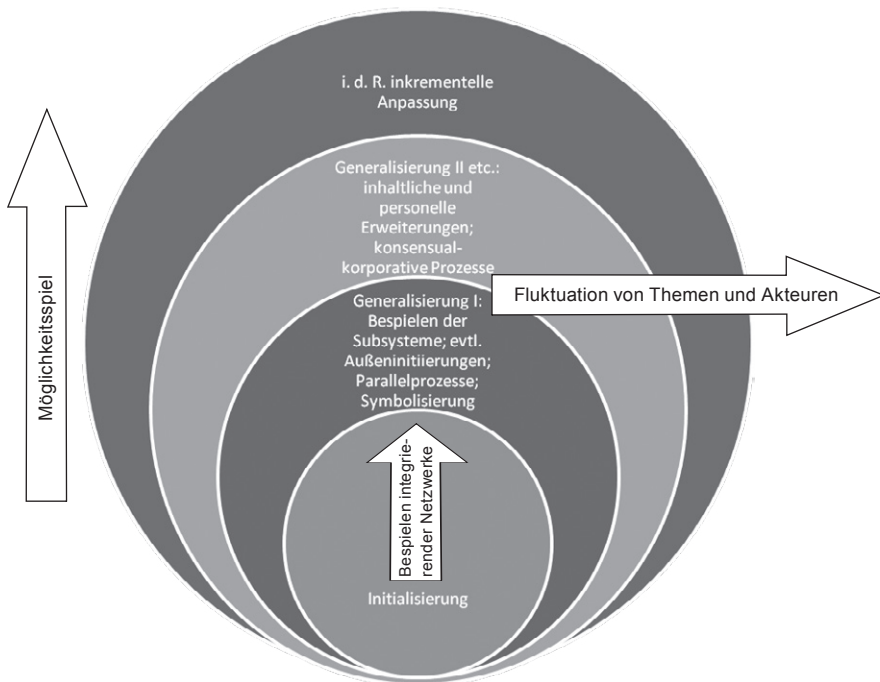 i. d. R. inkrementelle
Anpassung
Generalisierung II etc.:
inhaltliche und
personelle
Erweiterungen;
konsensual-
korporative Prozesse
Fluktuation von Themen und Akteuren
Generalisierung I:
Bespielen der
Subsysteme; evtl.
Außeninitiierungen;
Parallelprozesse;
Symbolisierung
Möglichkeitsspiel
Bespielen integrie-
render Netzwerke
Initialisierung